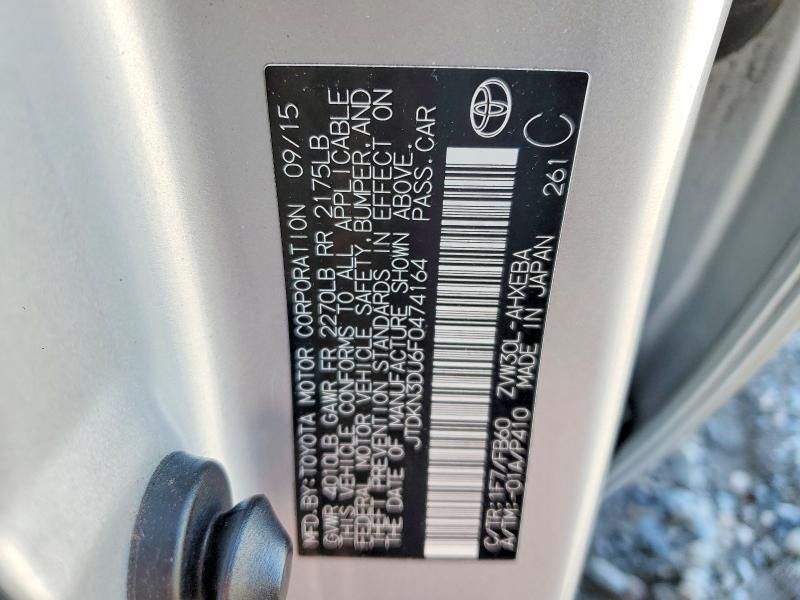 MFD.BY:TOYOTA MOTOR CORPORATION 09/15
GVWR 4010LB GAWR FR 2270LB RR 2175LB
THIS VEHICLE CONFORMS TO ALL APPLICABLE
FEDERAL MOTOR VEHICLE SAFETY,BUMPER,AND
THEFT PREVENTION STANDARDS IN EFFECT ON
THE DATE OF MANUFACTURE SHOWN ABOVE.
JTDKN3DU6F0474164 PASS.CAR
C/TR:1F7/FB60 ZVW30L-AHXEBA 261 C
A/TM:-01A/P410 MADE IN JAPAN